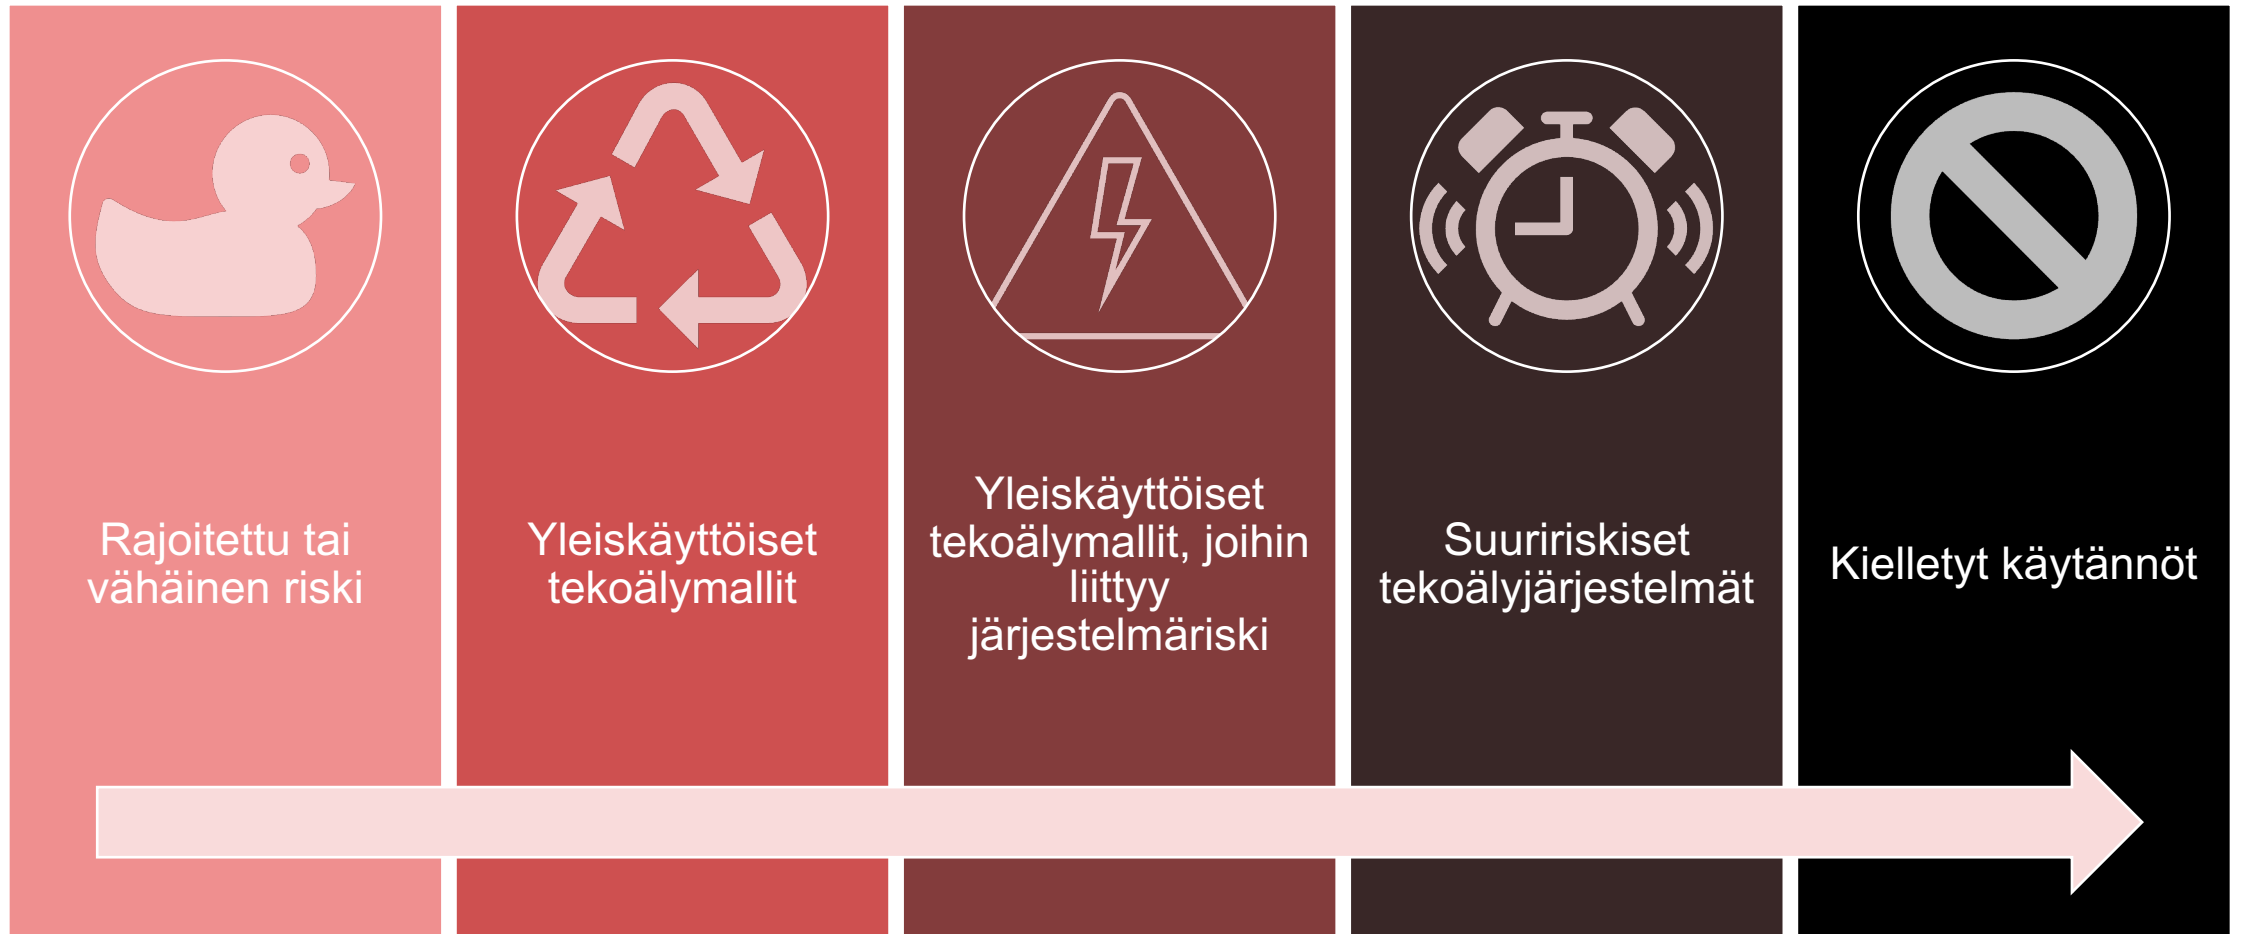 Rajoitettu tai
vähäinen riski
Yleiskäyttöiset
tekoälymallit
Yleiskäyttöiset
tekoälymallit, joihin
liittyy
järjestelmäriski
Suuririskiset
tekoälyjärjestelmät
Kielletyt käytännöt